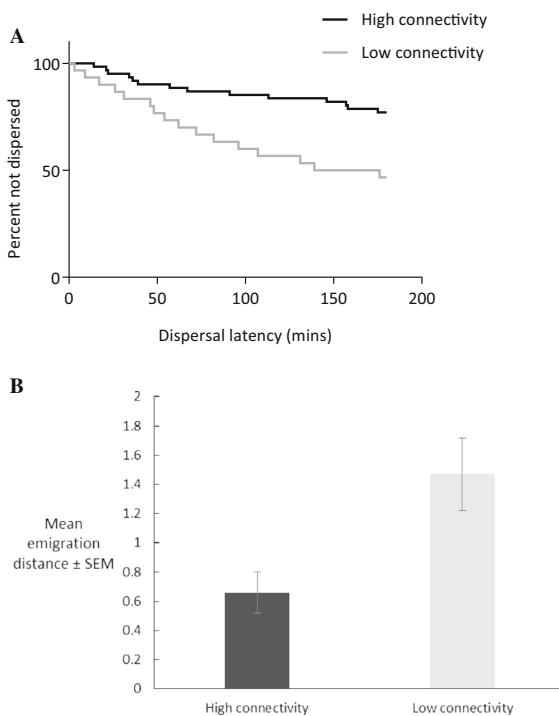 A
High connectivity
Low connectivity
Percent not dispersed
100
50
0
0 50 100 150 200
Dispersal latency (mins)
B
Mean
emigration
distance ± SEM
2
1.8
1.6
1.4
1.2
1
0.8
0.6
0.4
0.2
0
High connectivity Low connectivity